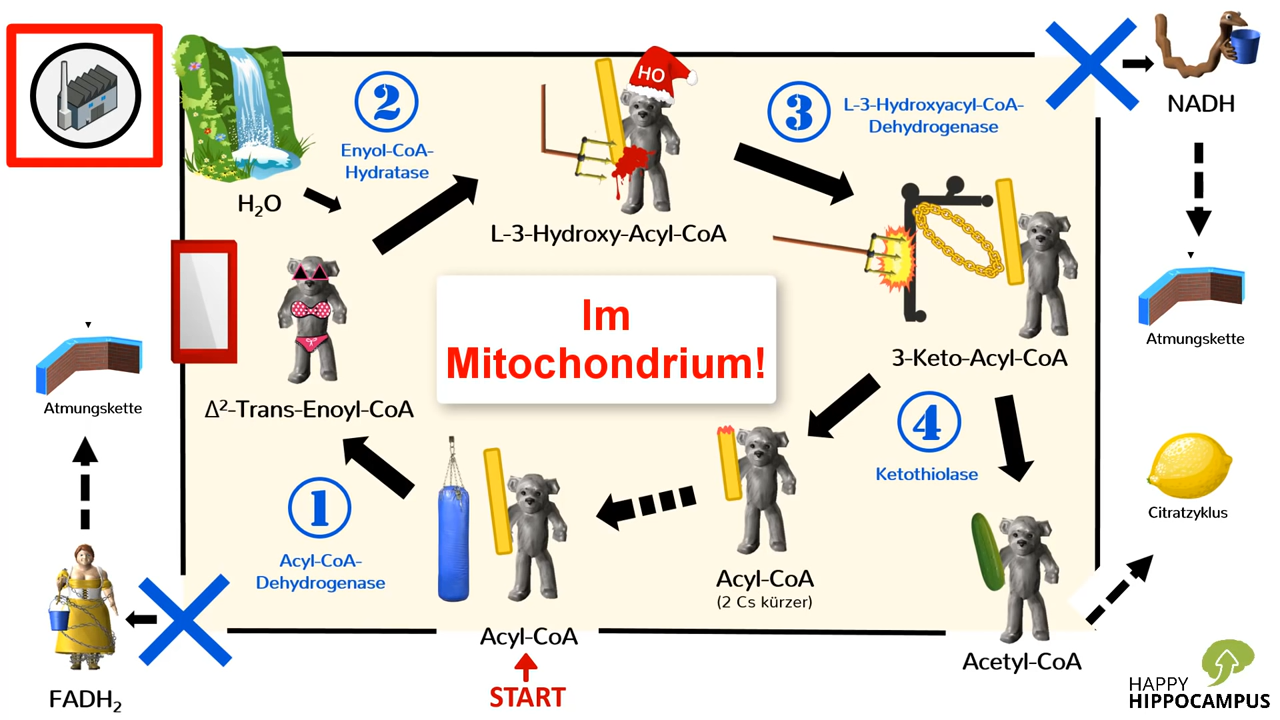 HO
2
Enyol-CoA-
Hydratase
H₂O
L-3-Hydroxy-Acyl-CoA
3
L-3-Hydroxyacyl-CoA-
Dehydrogenase
NADH
Im
Mitochondrium!
3-Keto-Acyl-CoA
Atmungskette
Atmungskette
Δ²-Trans-Enoyl-CoA
4
Ketothiolase
1
Acyl-CoA-
Dehydrogenase
Citratzyklus
Acyl-CoA
(2 Cs kürzer)
Acyl-CoA
START
Acetyl-CoA
FADH₂
HAPPY
HIPPOCAMPUS